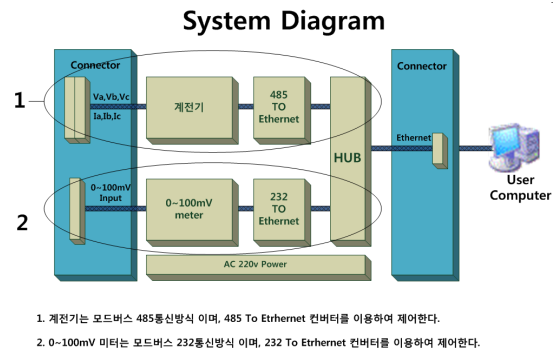 System Diagram
Connector
Connector
Va,Vb,Vc
Ia,Ib,Ic
계전기
485
TO
Ethernet
1
HUB
Ethernet
User
Computer
0~100mV
Input
0~100mV
meter
232
TO
Ethernet
2
AC 220v Power
1. 계전기는 모드버스 485통신방식 이며, 485 To Etrhernet 컨버터를 이용하여 제어한다.
2. 0~100mV 미터는 모드버스 232통신방식 이며, 232 To Etrhernet 컨버터를 이용하여 제어한다.